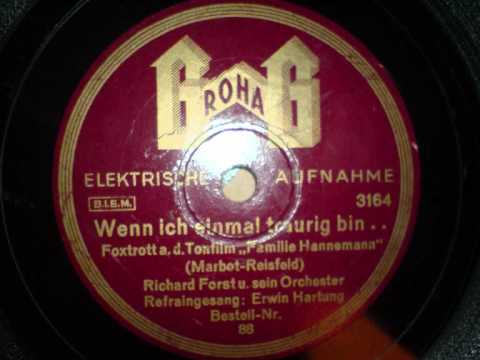 GROHAG
ELEKTRISCHE AUFNAHME
B.I.E.M. 3164
Wenn ich einmal traurig bin . .
Foxtrott a. d. Tonfilm „Familie Hannemann"
(Marbot-Reisfeld)
Richard Forst u. sein Orchester
Refraingesang: Erwin Hartung
Bestell-Nr.
88